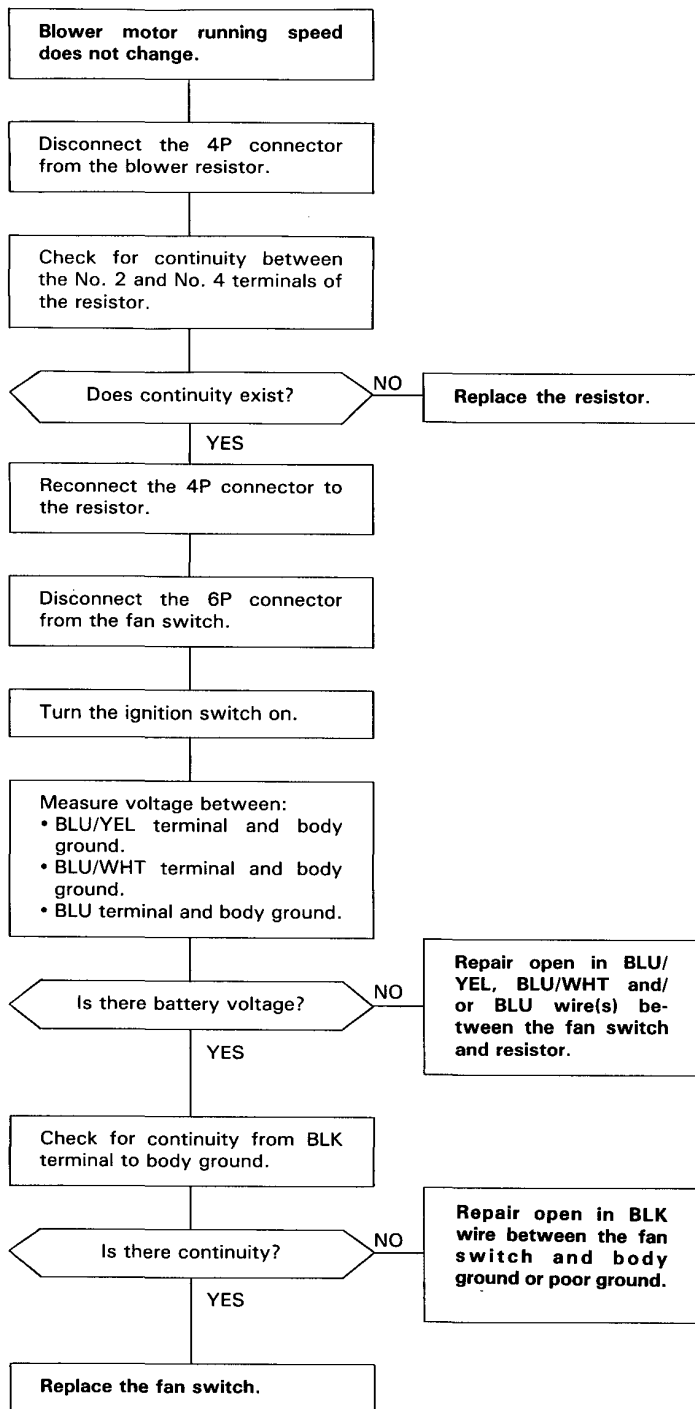 Blower motor running speed
does not change.
Disconnect the 4P connector
from the blower resistor.
Check for continuity between
the No. 2 and No. 4 terminals of
the resistor.
Does continuity exist?
NO
Replace the resistor.
YES
Reconnect the 4P connector to
the resistor.
Disconnect the 6P connector
from the fan switch.
Turn the ignition switch on.
Measure voltage between:
• BLU/YEL terminal and body
ground.
• BLU/WHT terminal and body
ground.
• BLU terminal and body ground.
Is there battery voltage?
NO
Repair open in BLU/
YEL, BLU/WHT and/
or BLU wire(s) be-
tween the fan switch
and resistor.
YES
Check for continuity from BLK
terminal to body ground.
Is there continuity?
NO
Repair open in BLK
wire between the fan
switch and body
ground or poor ground.
YES
Replace the fan switch.